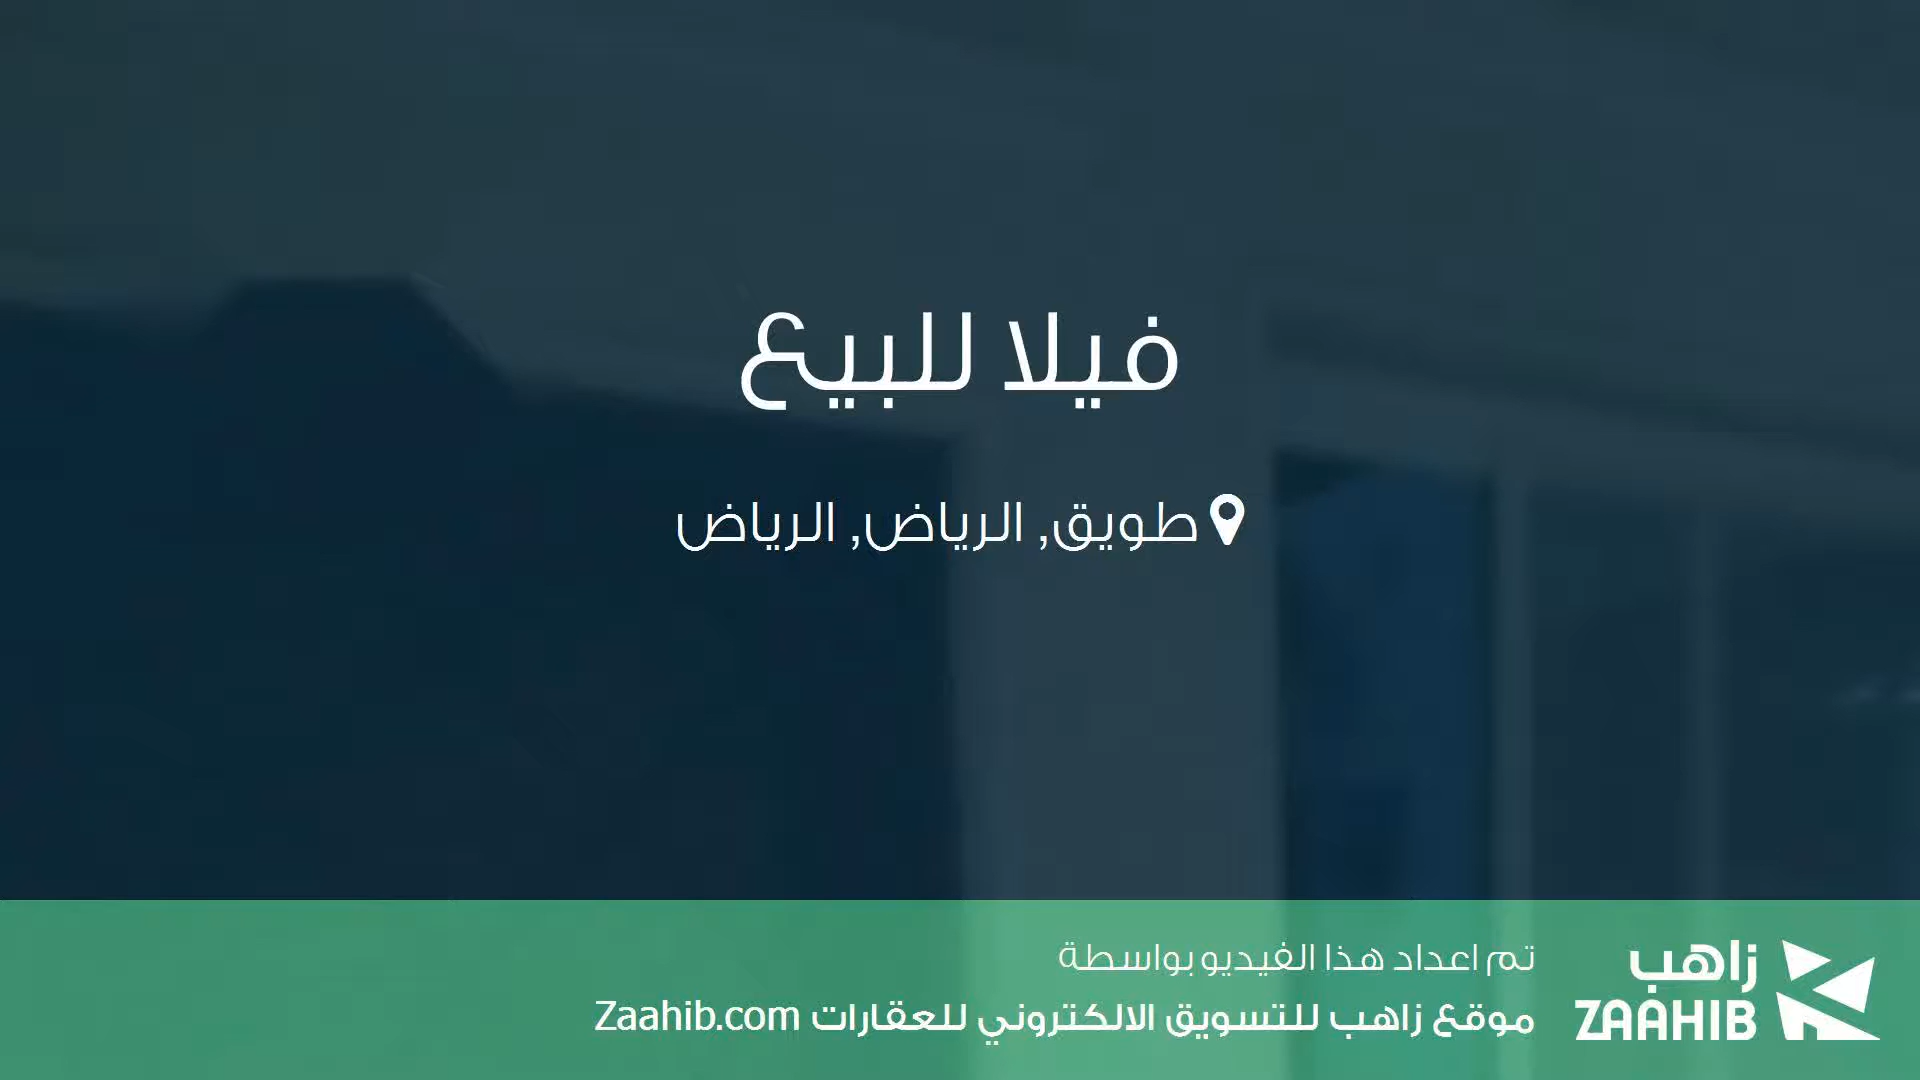 فيلا للبيع
طويق, الرياض, الرياض
تم اعداد هذا الفيديو بواسطة
موقع زاهب للتسويق الالكتروني للعقارات Zaahib.com
زاهب
ZAAHIB